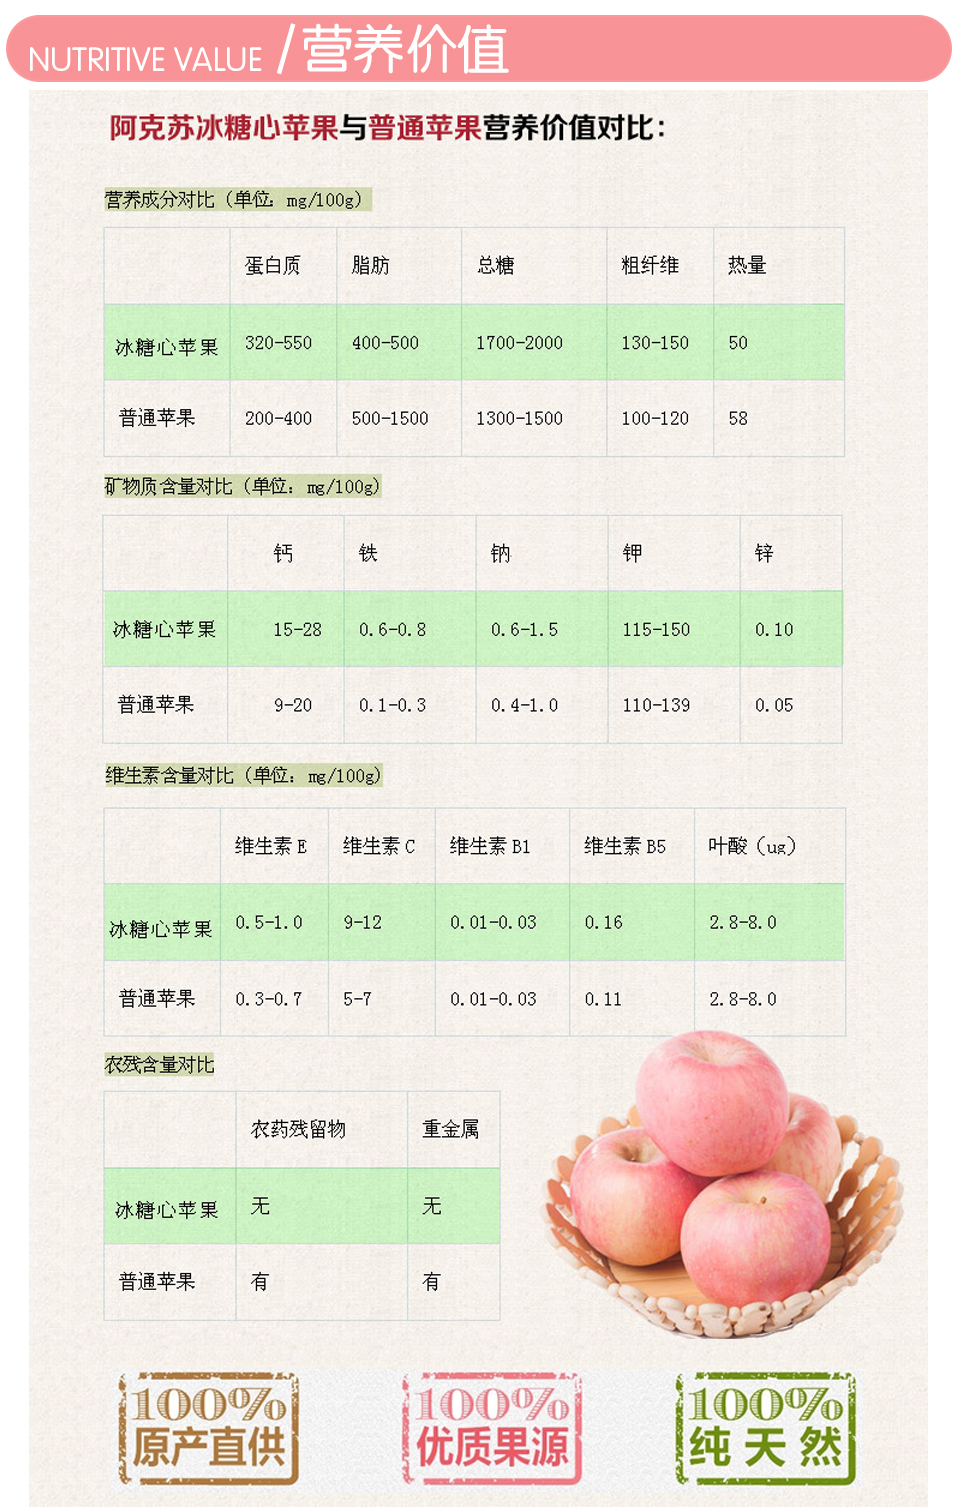 NUTRITIVE VALUE /营养价值
阿克苏冰糖心苹果与普通苹果营养价值对比：
营养成分对比（单位：mg/100g）
蛋白质 脂肪 总糖 粗纤维 热量
冰糖心苹果 320-550 400-500 1700-2000 130-150 50
普通苹果 200-400 500-1500 1300-1500 100-120 58
矿物质含量对比（单位：mg/100g）
钙 铁 钠 钾 锌
冰糖心苹果 15-28 0.6-0.8 0.6-1.5 115-150 0.10
普通苹果 9-20 0.1-0.3 0.4-1.0 110-139 0.05
维生素含量对比（单位：mg/100g）
维生素 E 维生素 C 维生素 B1 维生素 B5 叶酸（ug）
冰糖心苹果 0.5-1.0 9-12 0.01-0.03 0.16 2.8-8.0
普通苹果 0.3-0.7 5-7 0.01-0.03 0.11 2.8-8.0
农残含量对比
农药残留物 重金属
冰糖心苹果 无 无
普通苹果 有 有
100% 100% 100%
原产直供 优质果源 纯天然